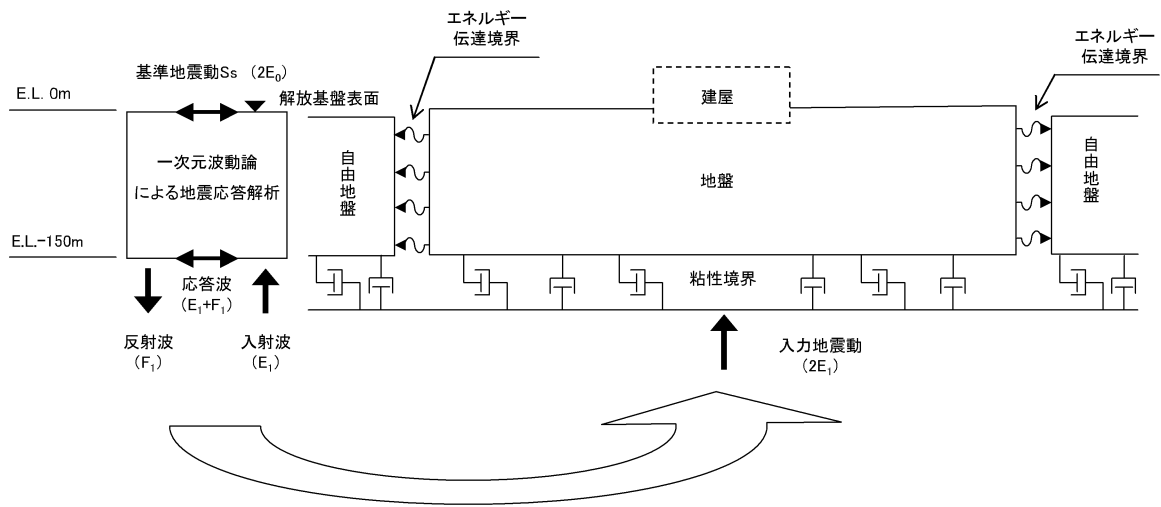 エネルギー
伝達境界
エネルギー
伝達境界
基準地震動Ss （2E₀）
E.L. 0m
解放基盤表面
建屋
一次元波動論
による地震応答解析
自由地盤
地盤
自由地盤
E.L.-150m
応答波
(E₁+F₁)
粘性境界
反射波
(F₁)
入射波
(E₁)
入力地震動
(2E₁)